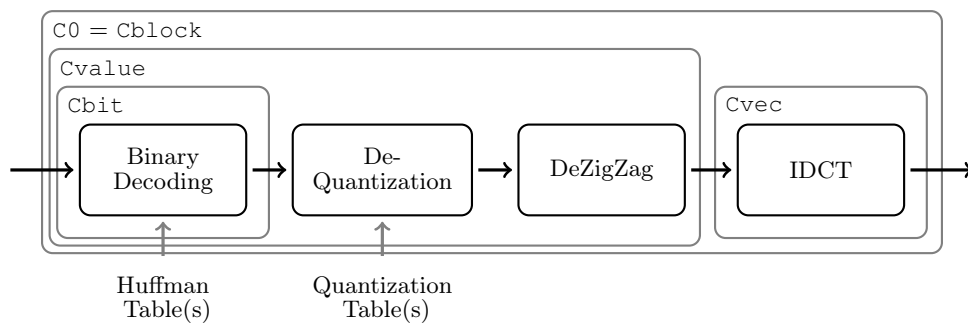 C0 = Cblock
Cvalue
Cbit
Cvec
Binary
Decoding
De-
Quantization
DeZigZag
IDCT
Huffman
Table(s)
Quantization
Table(s)